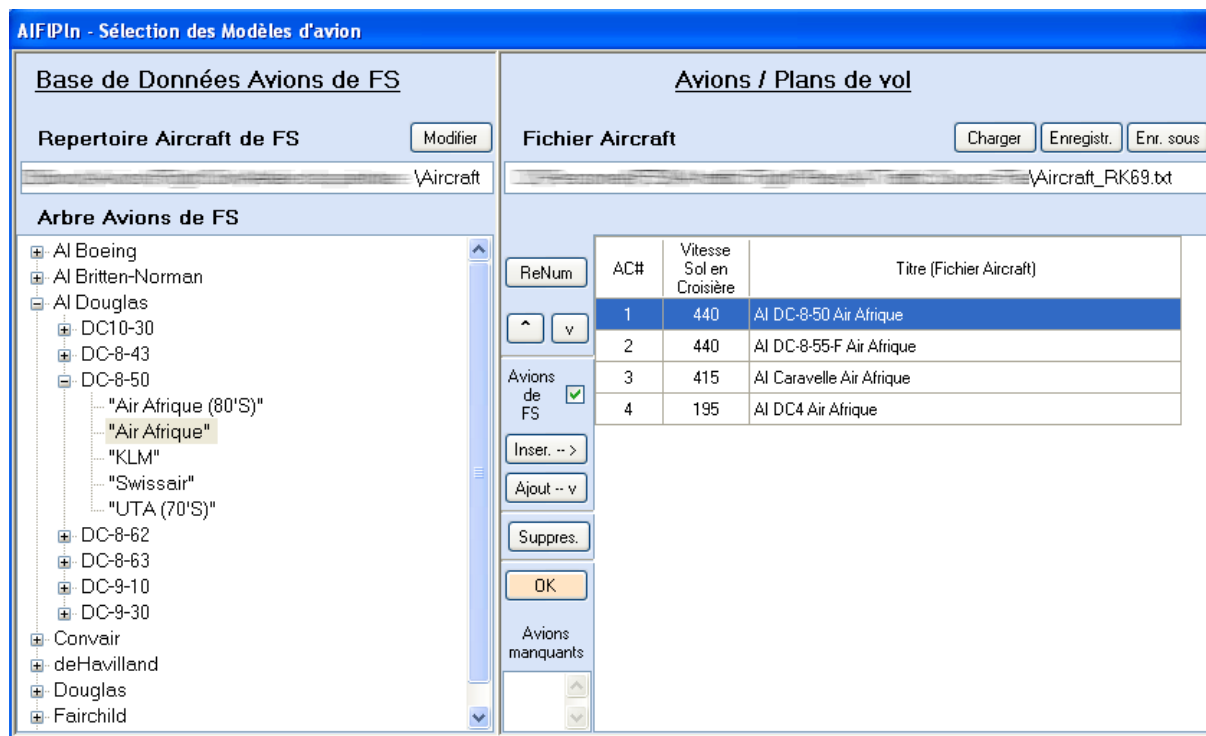 AIFlPln - Sélection des Modèles d'avion
Base de Données Avions de FS
Repertoire Aircraft de FS
Modifier
\Aircraft
Arbre Avions de FS
AI Boeing
AI Britten-Norman
AI Douglas
DC10-30
DC-8-43
DC-8-50
"Air Afrique (80'S)"
"Air Afrique"
"KLM"
"Swissair"
"UTA (70'S)"
DC-8-62
DC-8-63
DC-9-10
DC-9-30
Convair
deHavilland
Douglas
Fairchild
Avions / Plans de vol
Fichier Aircraft
Charger
Enregistr.
Enr. sous
\Aircraft_RK69.txt
ReNum
^
v
Avions
de
FS
Inser. -- >
Ajout -- v
Suppres.
OK
Avions
manquants
AC#
Vitesse
Sol en
Croisière
Titre (Fichier Aircraft)
1 440 AI DC-8-50 Air Afrique
2 440 AI DC-8-55-F Air Afrique
3 415 AI Caravelle Air Afrique
4 195 AI DC4 Air Afrique